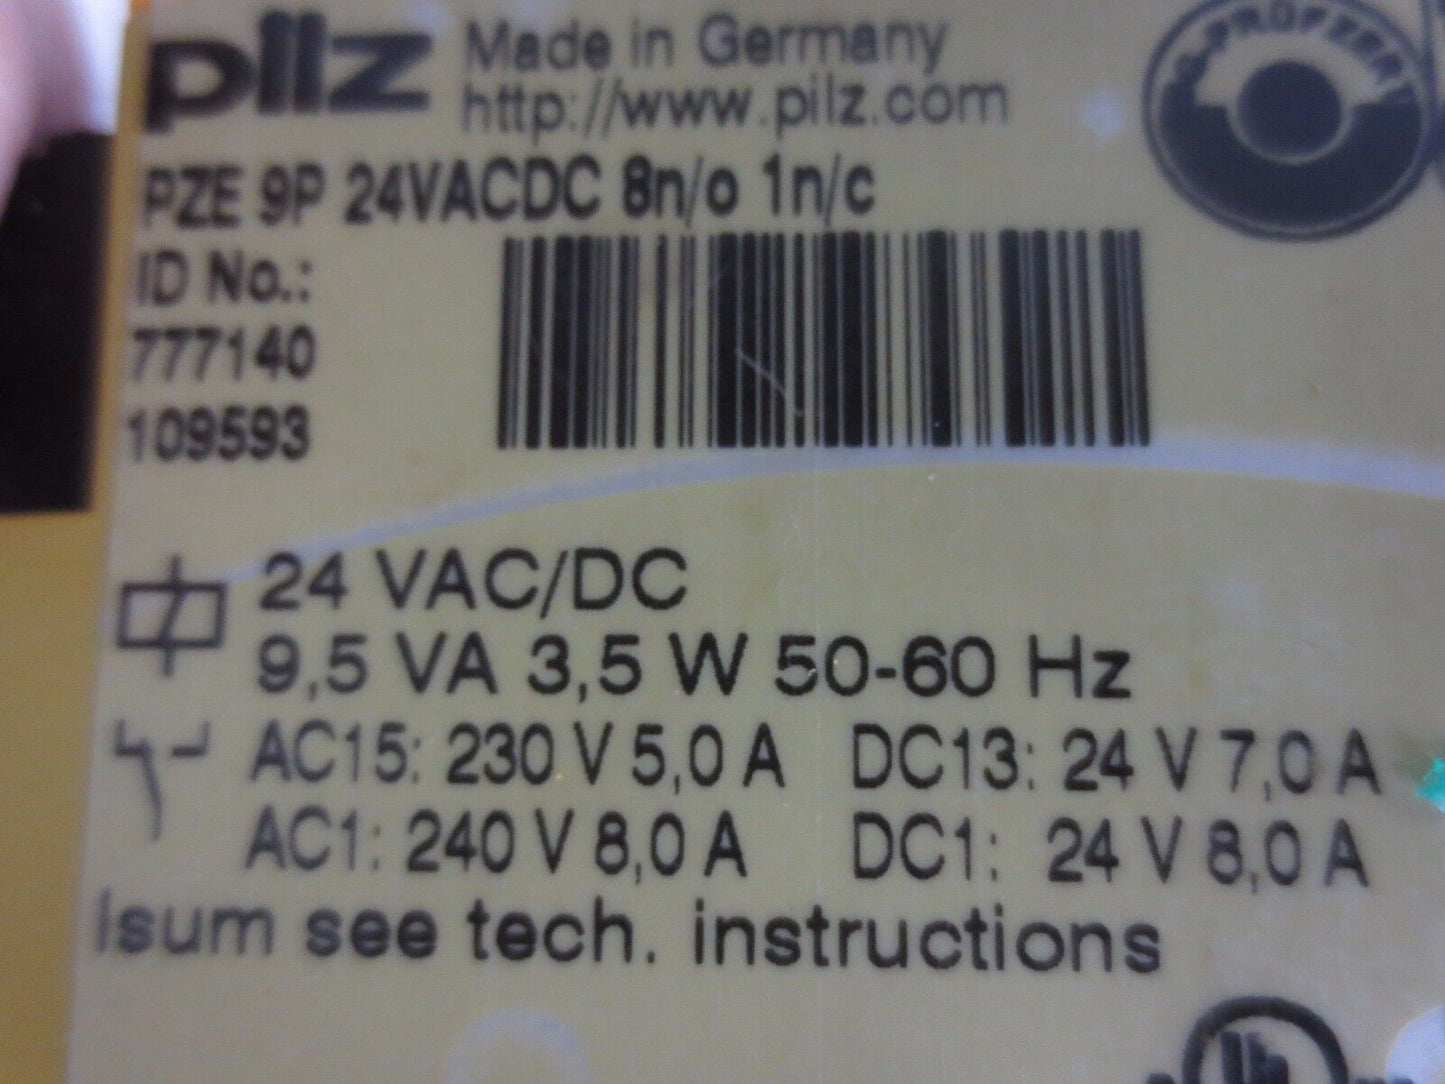 pilz Made in Germany
http://www.pilz.com
PZE 9P 24VACDC 8n/o 1n/c
ID No.:
777140
109593
24 VAC/DC
9,5 VA 3,5 W 50-60 Hz
AC15: 230 V 5,0 A DC13: 24 V 7,0 A
AC1: 240 V 8,0 A DC1: 24 V 8,0 A
Isum see tech. instructions